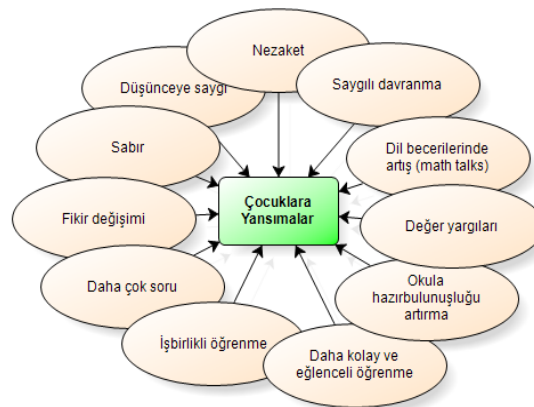 Nezaket
Düşünceye saygı
Saygılı davranma
Sabır
Dil becerilerinde
artış (math talks)
Çocuklara
Yansımalar
Fikir değişimi
Değer yargıları
Daha çok soru
Okula
hazırbulunuşluğu
artırma
İşbirlikli öğrenme
Daha kolay ve
eğlenceli öğrenme